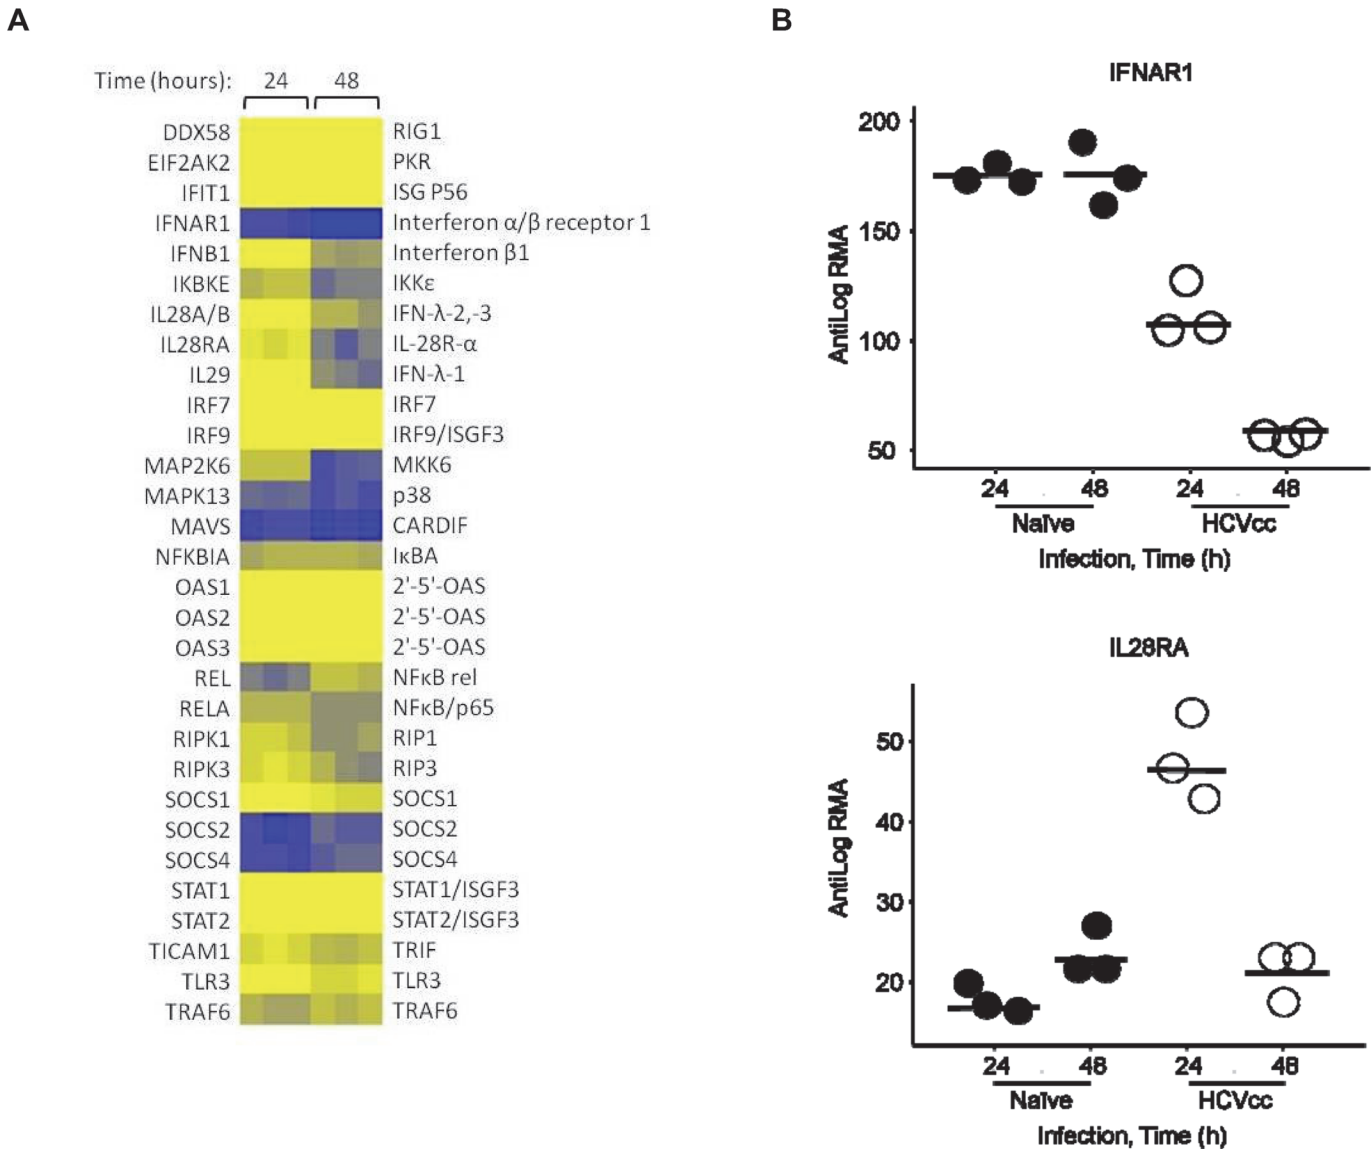 A
Time (hours): 24 48
DDX58 RIG1
EIF2AK2 PKR
IFIT1 ISG P56
IFNAR1 Interferon α/β receptor 1
IFNB1 Interferon β1
IKBKE IKKε
IL28A/B IFN-λ-2,-3
IL28RA IL-28R-α
IL29 IFN-λ-1
IRF7 IRF7
IRF9 IRF9/ISGF3
MAP2K6 MKK6
MAPK13 p38
MAVS CARDIF
NFKBIA IκBA
OAS1 2'-5'-OAS
OAS2 2'-5'-OAS
OAS3 2'-5'-OAS
REL NFκB rel
RELA NFκB/p65
RIPK1 RIP1
RIPK3 RIP3
SOCS1 SOCS1
SOCS2 SOCS2
SOCS4 SOCS4
STAT1 STAT1/ISGF3
STAT2 STAT2/ISGF3
TICAM1 TRIF
TLR3 TLR3
TRAF6 TRAF6
B
IFNAR1
AntiLog RMA
200
150
100
50
24 48 24 48
Naïve HCVcc
Infection, Time (h)
IL28RA
AntiLog RMA
50
40
30
20
24 48 24 48
Naïve HCVcc
Infection, Time (h)